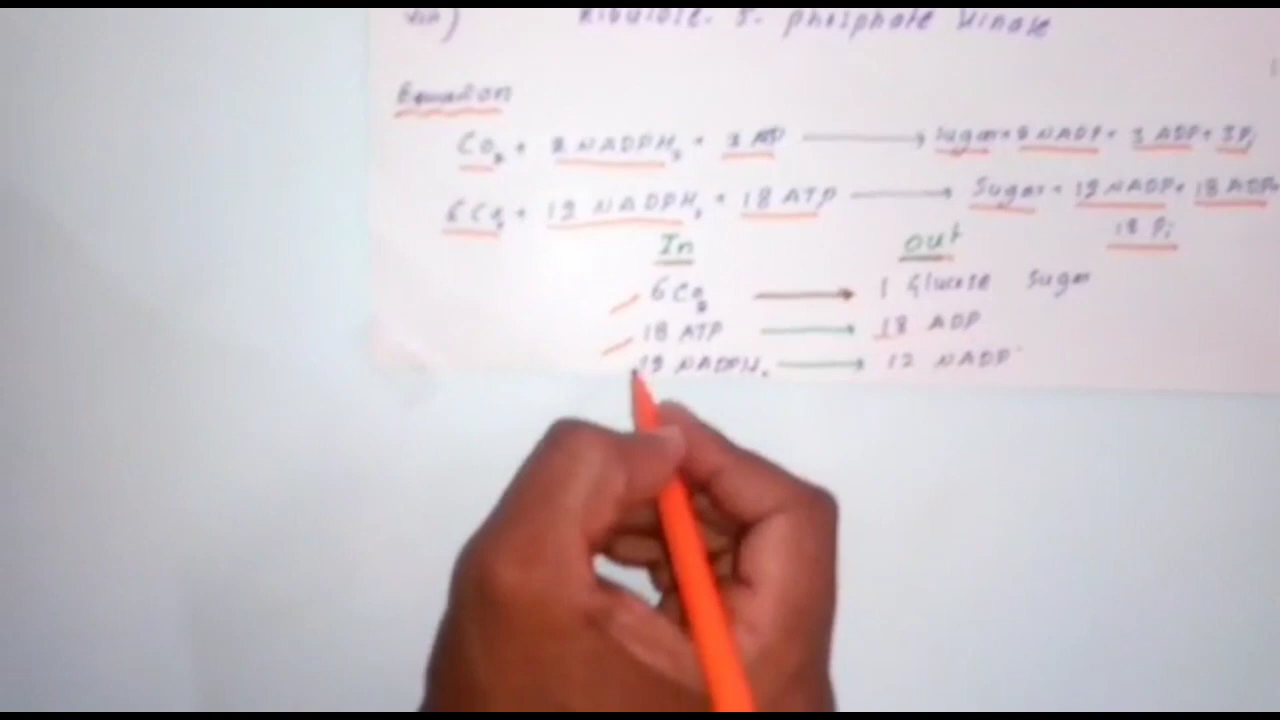 viii) Ribulose. 5. phosphate kinase
Equation
CO₂ + 2 NADPH₂ + 3 ATP → Sugar + 2 NADP + 3 ADP + 3Pi
6CO₂ + 12 NADPH₂ + 18 ATP → Sugar + 12 NADP + 18 ADP +
18 Pi
In out
6CO₂ → 1 Glucose Sugar
18 ATP → 18 ADP
12 NADPH₂ → 12 NADP